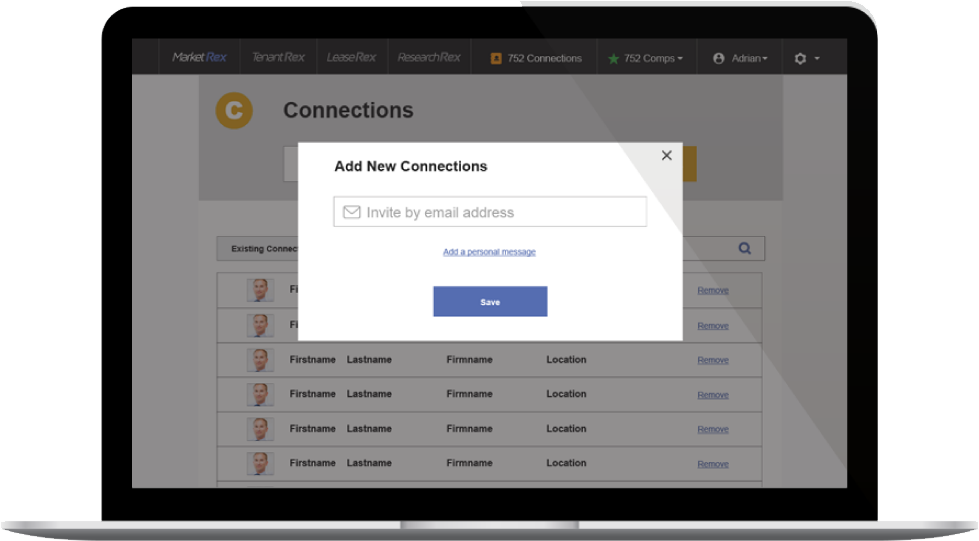 MarketRex TenantRex LeaseRex ResearchRex 752 Connections 752 Comps Adrian
C Connections
Add New Connections
Invite by email address
Add a personal message
Save
Existing Connec
Fi Remove
Fi Remove
Firstname Lastname Firmname Location Remove
Firstname Lastname Firmname Location Remove
Firstname Lastname Firmname Location Remove
Firstname Lastname Firmname Location Remove